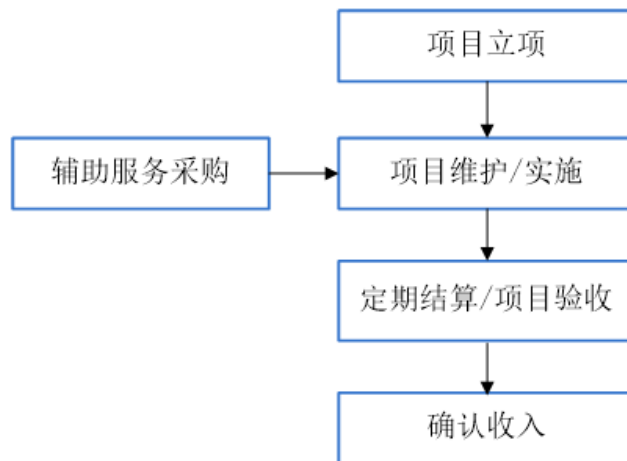 项目立项
辅助服务采购
项目维护/实施
定期结算/项目验收
确认收入